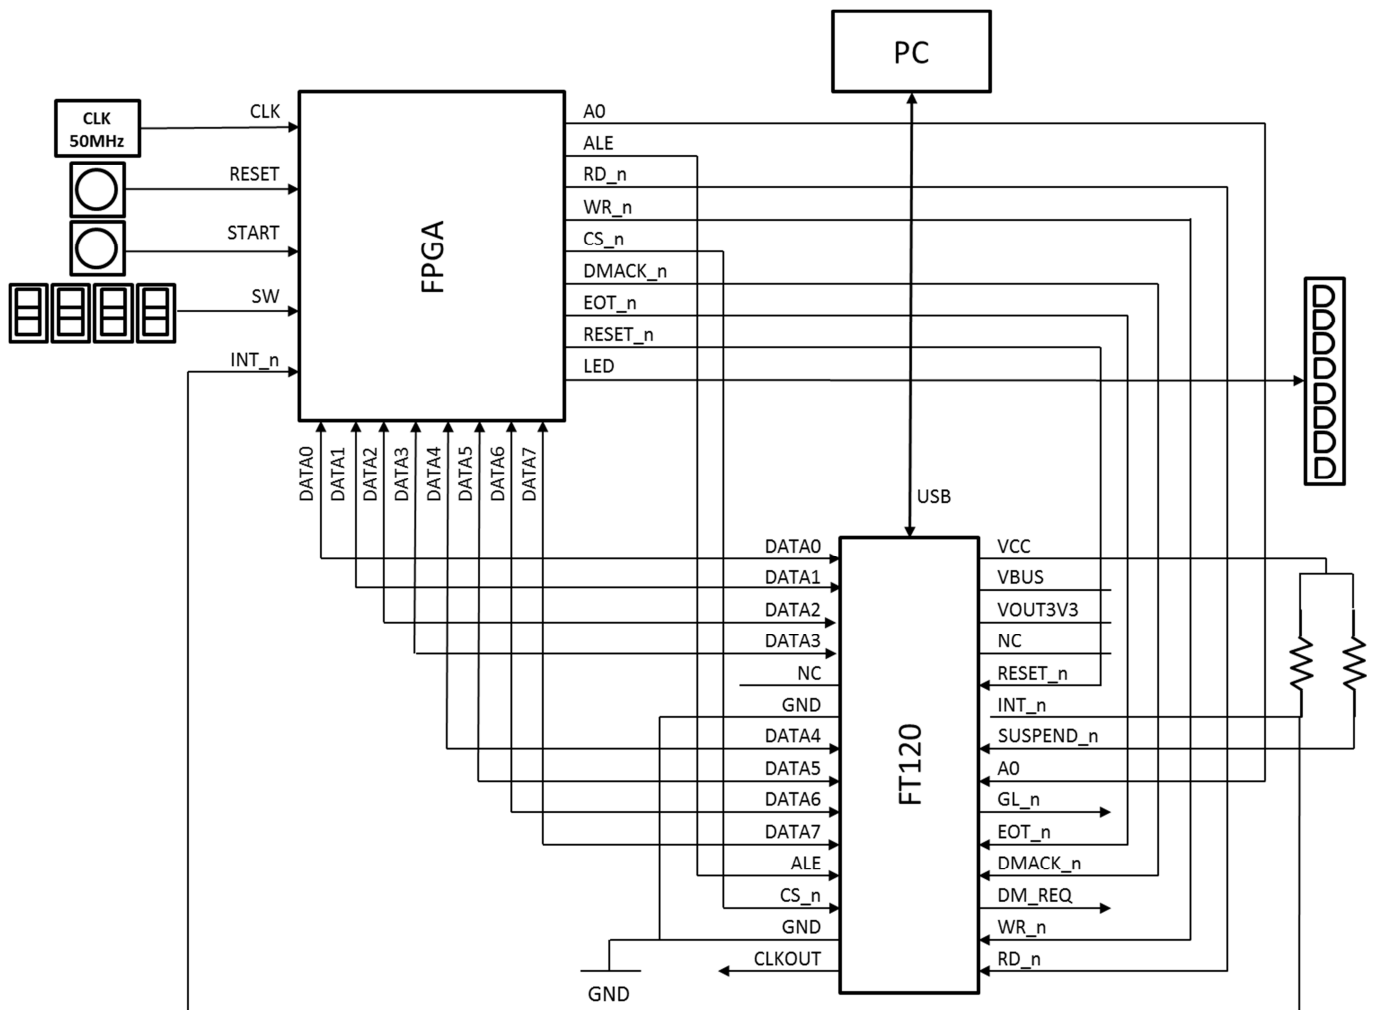 PC
CLK
50MHz
CLK
RESET
START
SW
INT_n
FPGA
A0
ALE
RD_n
WR_n
CS_n
DMACK_n
EOT_n
RESET_n
LED
DATA0
DATA1
DATA2
DATA3
DATA4
DATA5
DATA6
DATA7
USB
DATA0
DATA1
DATA2
DATA3
NC
GND
DATA4
DATA5
DATA6
DATA7
ALE
CS_n
GND
CLKOUT
GND
FT120
VCC
VBUS
VOUT3V3
NC
RESET_n
INT_n
SUSPEND_n
A0
GL_n
EOT_n
DMACK_n
DM_REQ
WR_n
RD_n